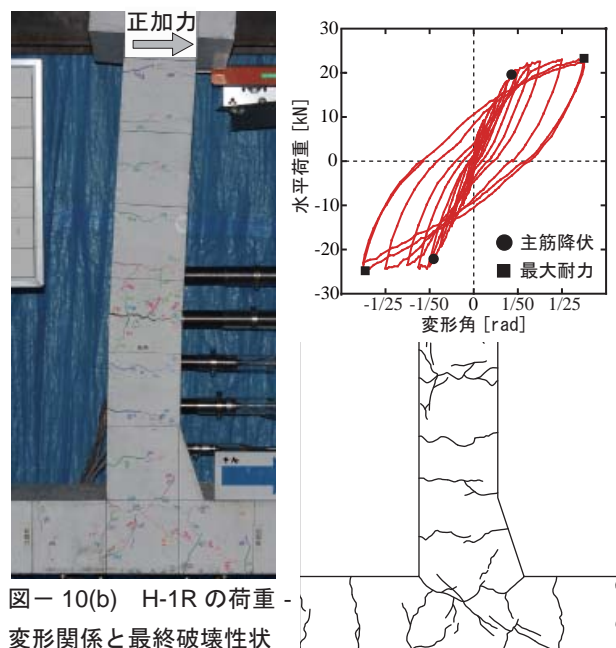 正加力
30
20
10
0
-10
-20
-30
水平荷重 [kN]
主筋降伏
最大耐力
-1/25 -1/50 0 1/50 1/25
変形角 [rad]
図－10(b) H-1R の荷重 -
変形関係と最終破壊性状